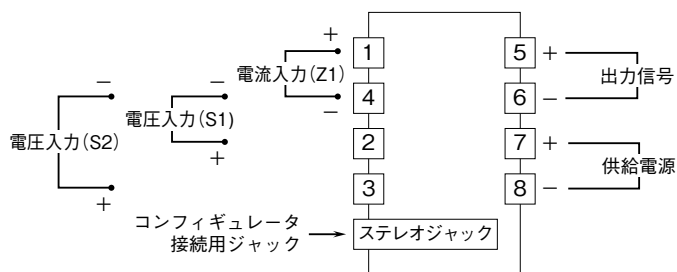 +
電流入力(Z1)
−
−
電圧入力(S1)
+
−
電圧入力(S2)
+
1
4
2
3
5 +
6 −
出力信号
7 +
8 −
供給電源
コンフィギュレータ
接続用ジャック
ステレオジャック